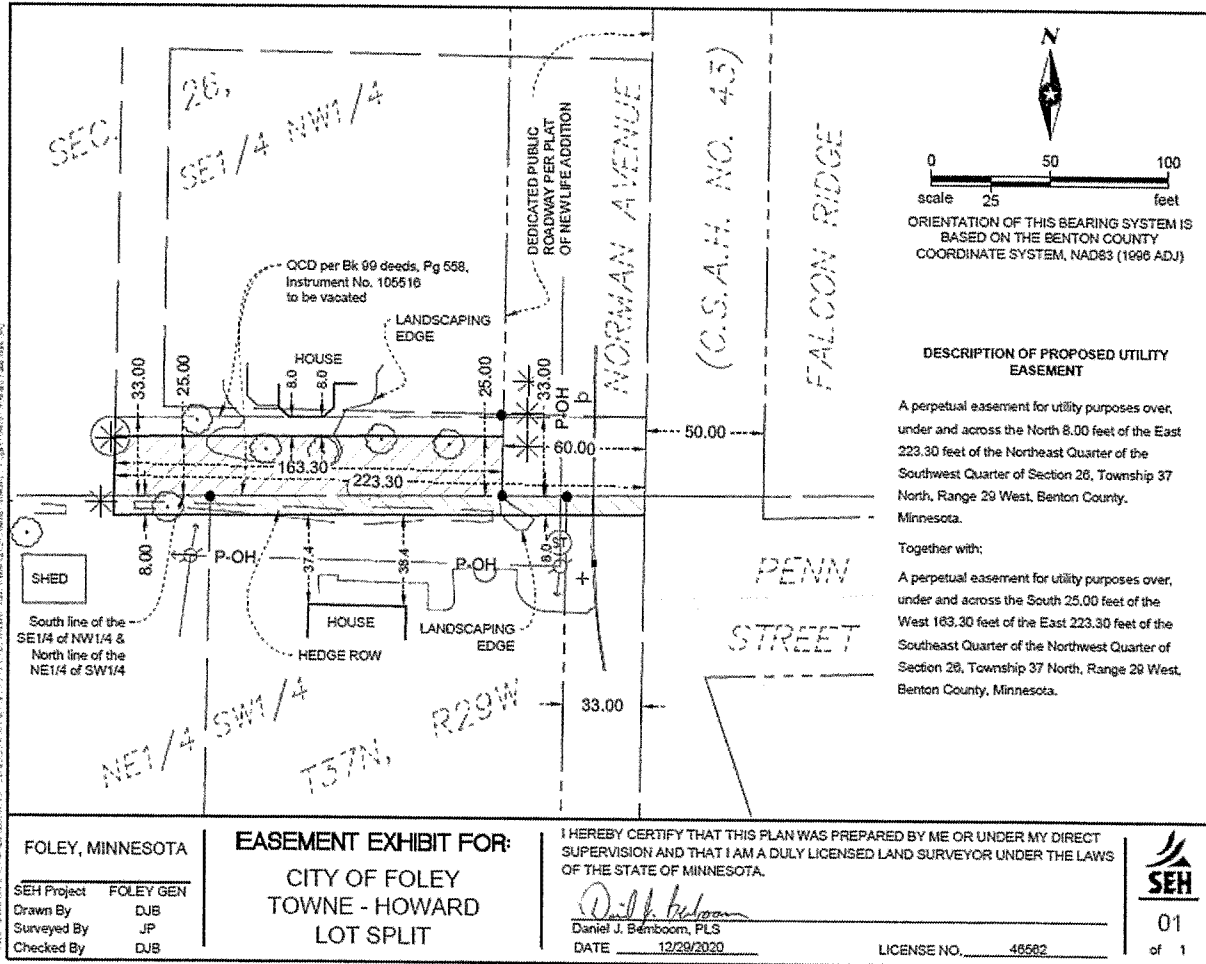 SEC. 26,
SE1/4 NW1/4
DEDICATED PUBLIC
ROADWAY PER PLAT
OF NEW LIFE ADDITION
NORMAN AVENUE
(C.S.A.H. NO. 43)
FALCON RIDGE
N
0 50 100
scale 25 feet
ORIENTATION OF THIS BEARING SYSTEM IS
BASED ON THE BENTON COUNTY
COORDINATE SYSTEM, NAD83 (1996 ADJ)
QCD per Bk 99 deeds, Pg 558,
Instrument No. 105516
to be vacated
LANDSCAPING
EDGE
HOUSE
33.00
25.00
8.0
8.0
25.00
33.00
P-OH
60.00
50.00
163.30
223.30
8.00
P-OH
37.4
38.4
P-OH
8.0
ST
SHED
HOUSE
LANDSCAPING
EDGE
HEDGE ROW
South line of the
SE1/4 of NW1/4 &
North line of the
NE1/4 of SW1/4
PENN
STREET
33.00
NE1/4 SW1/4
T37N, R29W
DESCRIPTION OF PROPOSED UTILITY
EASEMENT
A perpetual easement for utility purposes over,
under and across the North 8.00 feet of the East
223.30 feet of the Northeast Quarter of the
Southwest Quarter of Section 26, Township 37
North, Range 29 West, Benton County,
Minnesota.
Together with:
A perpetual easement for utility purposes over,
under and across the South 25.00 feet of the
West 163.30 feet of the East 223.30 feet of the
Southeast Quarter of the Northwest Quarter of
Section 26, Township 37 North, Range 29 West,
Benton County, Minnesota.
FOLEY, MINNESOTA
SEH Project FOLEY GEN
Drawn By DJB
Surveyed By JP
Checked By DJB
EASEMENT EXHIBIT FOR:
CITY OF FOLEY
TOWNE - HOWARD
LOT SPLIT
I HEREBY CERTIFY THAT THIS PLAN WAS PREPARED BY ME OR UNDER MY DIRECT
SUPERVISION AND THAT I AM A DULY LICENSED LAND SURVEYOR UNDER THE LAWS
OF THE STATE OF MINNESOTA.
Daniel J. Bemboom, PLS
DATE 12/29/2020 LICENSE NO. 46562
SEH
01
of 1